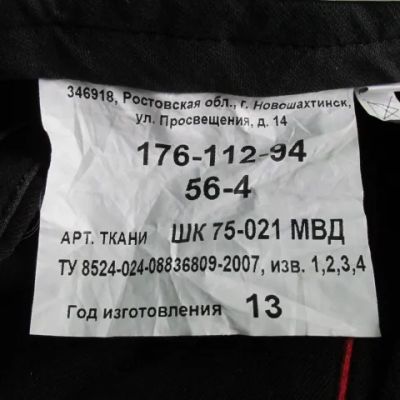 346918, Ростовская обл., г. Новошахтинск,
ул. Просвещения, д. 14
176-112-94
56-4
АРТ. ТКАНИ ШК 75-021 МВД
ТУ 8524-024-08836809-2007, изв. 1,2,3,4
Год изготовления 13